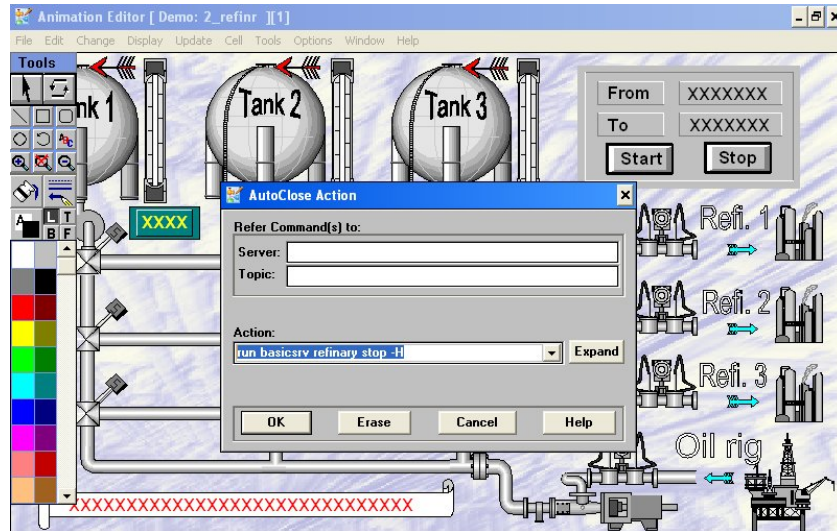 Animation Editor [ Demo: 2_refinr ][1]
File Edit Change Display Update Cell Tools Options Window Help
Tools
nk 1
Tank 2
Tank 3
From XXXXXXX
To XXXXXXX
Start Stop
ABC
A L T
B F
XXXX
AutoClose Action
Refer Command(s) to:
Server:
Topic:
Action:
run basicsrv refinary stop -H
Expand
OK Erase Cancel Help
Refi. 1
Refi. 2
Refi. 3
Oil rig
XXXXXXXXXXXXXXXXXXXXXXXXXXXXXX